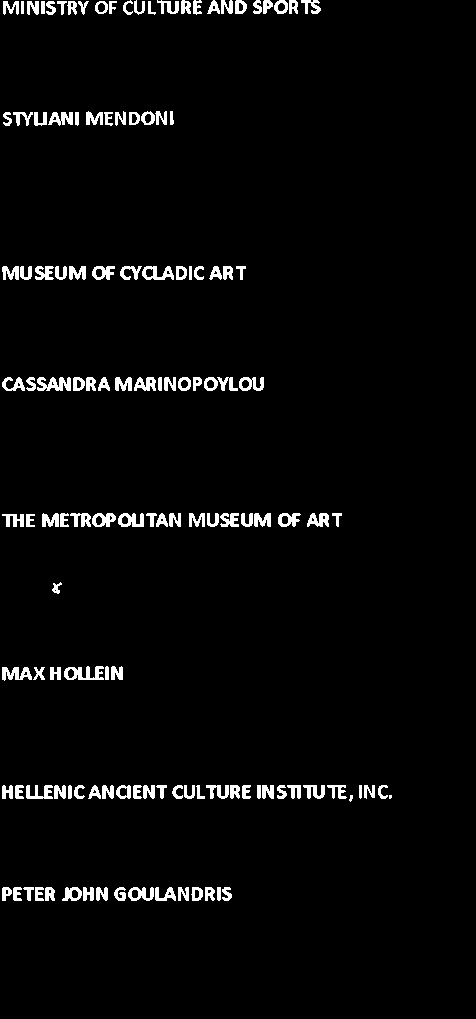 MINISTRY OF CULTURE AND SPORTS
STYLIANI MENDONI
MUSEUM OF CYCLADIC ART
CASSANDRA MARINOPOYLOU
THE METROPOLITAN MUSEUM OF ART
MAX HOLLEIN
HELLENIC ANCIENT CULTURE INSTITUTE, INC.
PETER JOHN GOULANDRIS